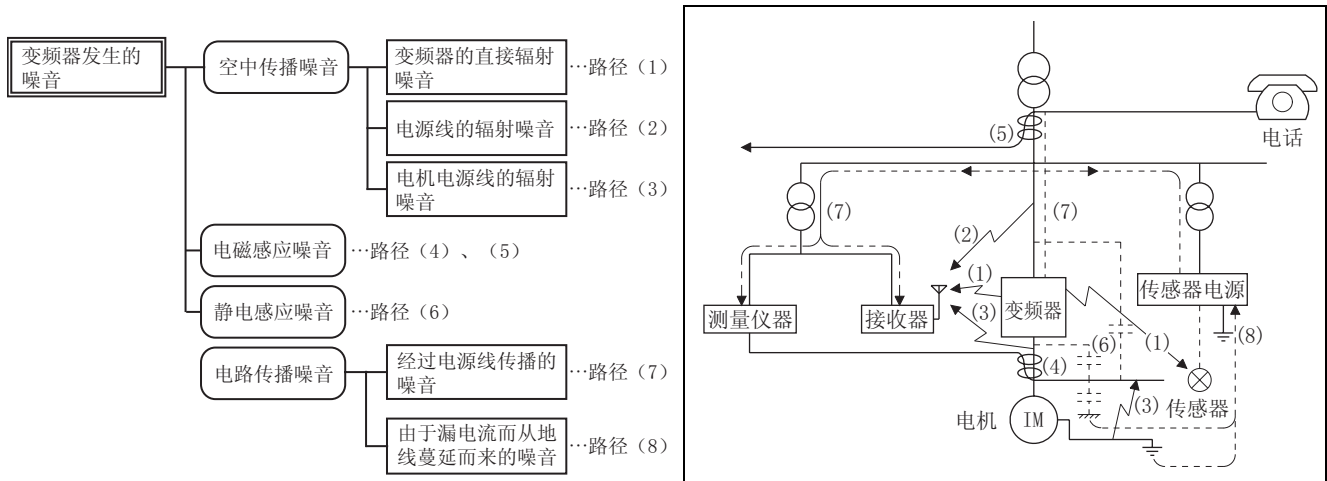 变频器发生的
噪音
空中传播噪音
变频器的直接辐射
噪音
…路径（1）
电源线的辐射噪音
…路径（2）
电机电源线的辐射
噪音
…路径（3）
电磁感应噪音
…路径（4）、（5）
静电感应噪音
…路径（6）
电路传播噪音
经过电源线传播的
噪音
…路径（7）
由于漏电流而从地
线蔓延而来的噪音
…路径（8）
(5)
电话
(7)
(7)
(2)
(1)
(3)
测量仪器
接收器
变频器
传感器电源
(8)
(6)
(1)
(4)
(3)
传感器
电机
IM